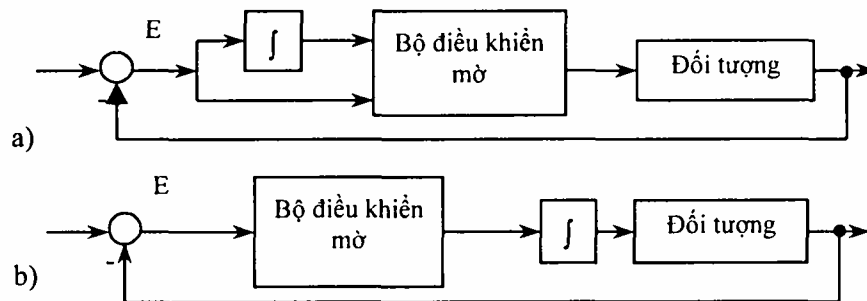 E
∫
Bộ điều khiển
mờ
Đối tượng
-
a)
E
Bộ điều khiển
mờ
∫
Đối tượng
-
b)